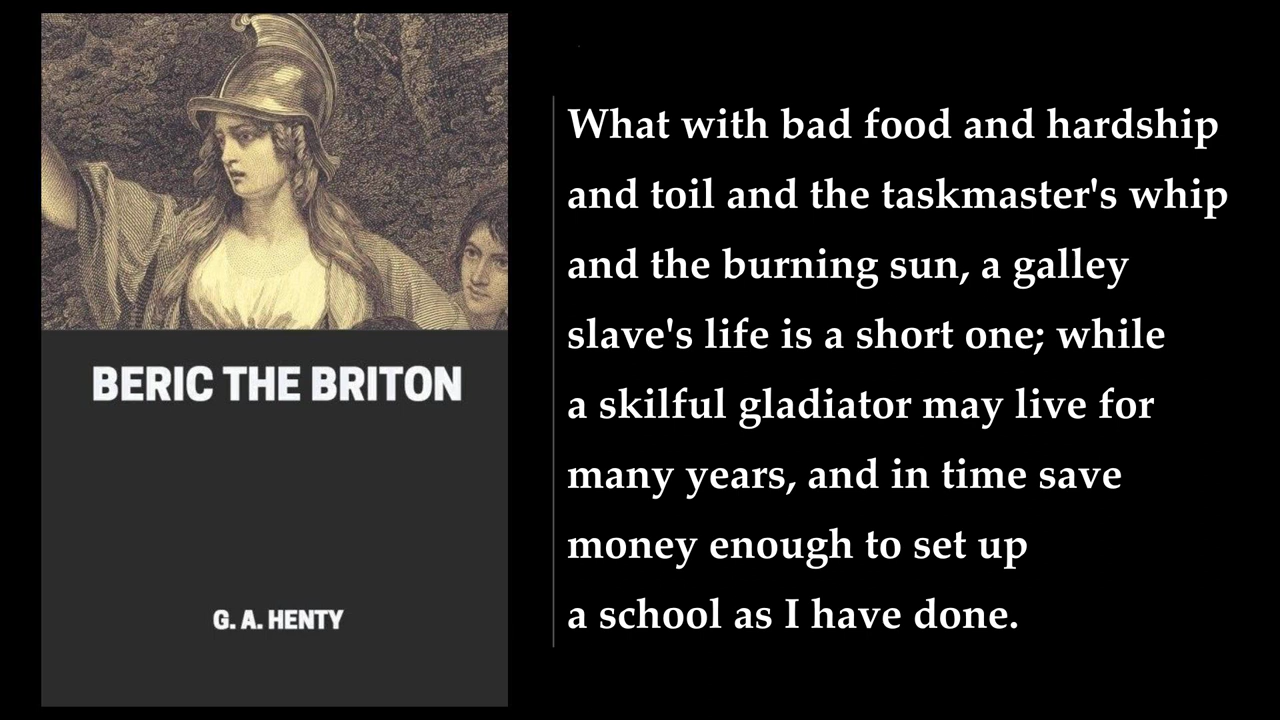 BERIC THE BRITON
G. A. HENTY
What with bad food and hardship
and toil and the taskmaster's whip
and the burning sun, a galley
slave's life is a short one; while
a skilful gladiator may live for
many years, and in time save
money enough to set up
a school as I have done.